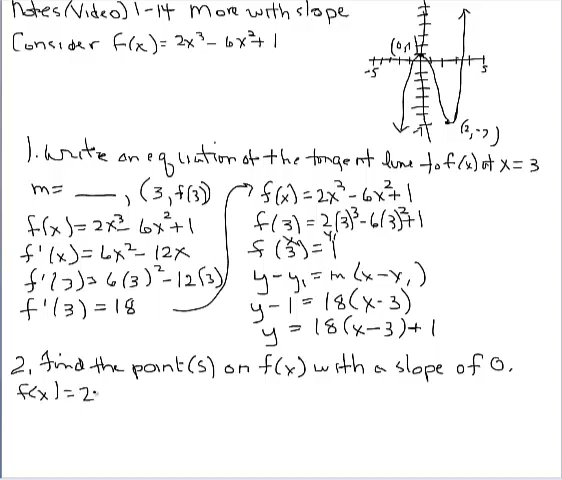 Notes (Video) 1-14 More with slope
Consider f(x) = 2x³ - 6x² + 1
(0,1)
-5
5
(2,-7)
1. Write an equation of the tangent line to f(x) at x = 3
m = ___, (3, f(3))
f(x) = 2x³ - 6x² + 1
f'(x) = 6x² - 12x
f'(3) = 6(3)² - 12(3)
f'(3) = 18
f(x) = 2x³ - 6x² + 1
f(3) = 2(3)³ - 6(3)² + 1
f(3) = 1
y - y₁ = m(x - x₁)
y - 1 = 18(x - 3)
y = 18(x - 3) + 1
2. Find the point(s) on f(x) with a slope of 0.
f(x) = 2